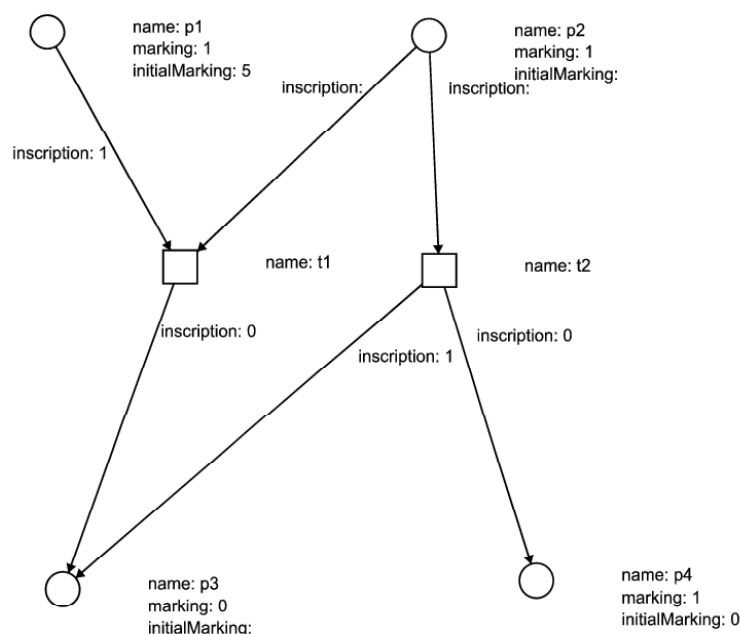 name: p1
marking: 1
initialMarking: 5
name: p2
marking: 1
initialMarking:
inscription:
inscription:
inscription: 1
name: t1
name: t2
inscription: 0
inscription: 0
inscription: 1
name: p3
marking: 0
initialMarking:
name: p4
marking: 1
initialMarking: 0